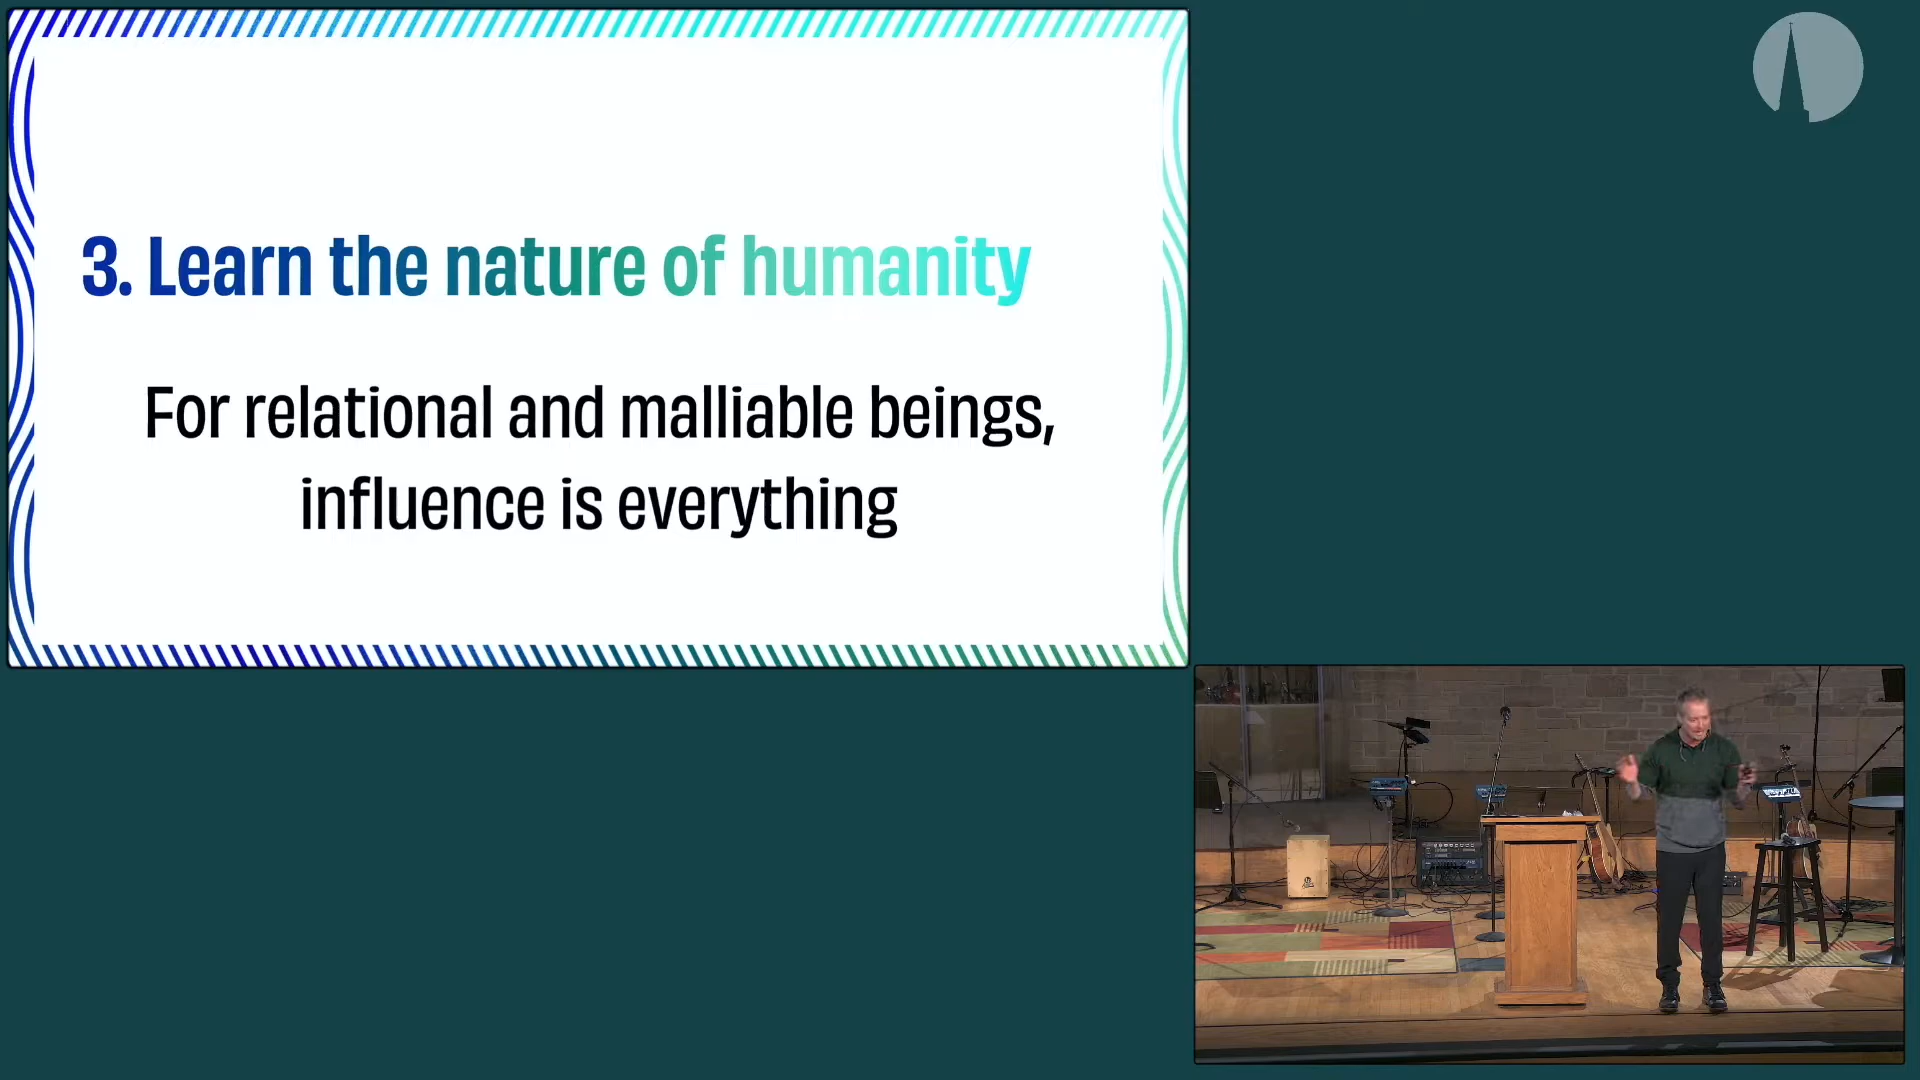 3. Learn the nature of humanity
For relational and malliable beings,
influence is everything